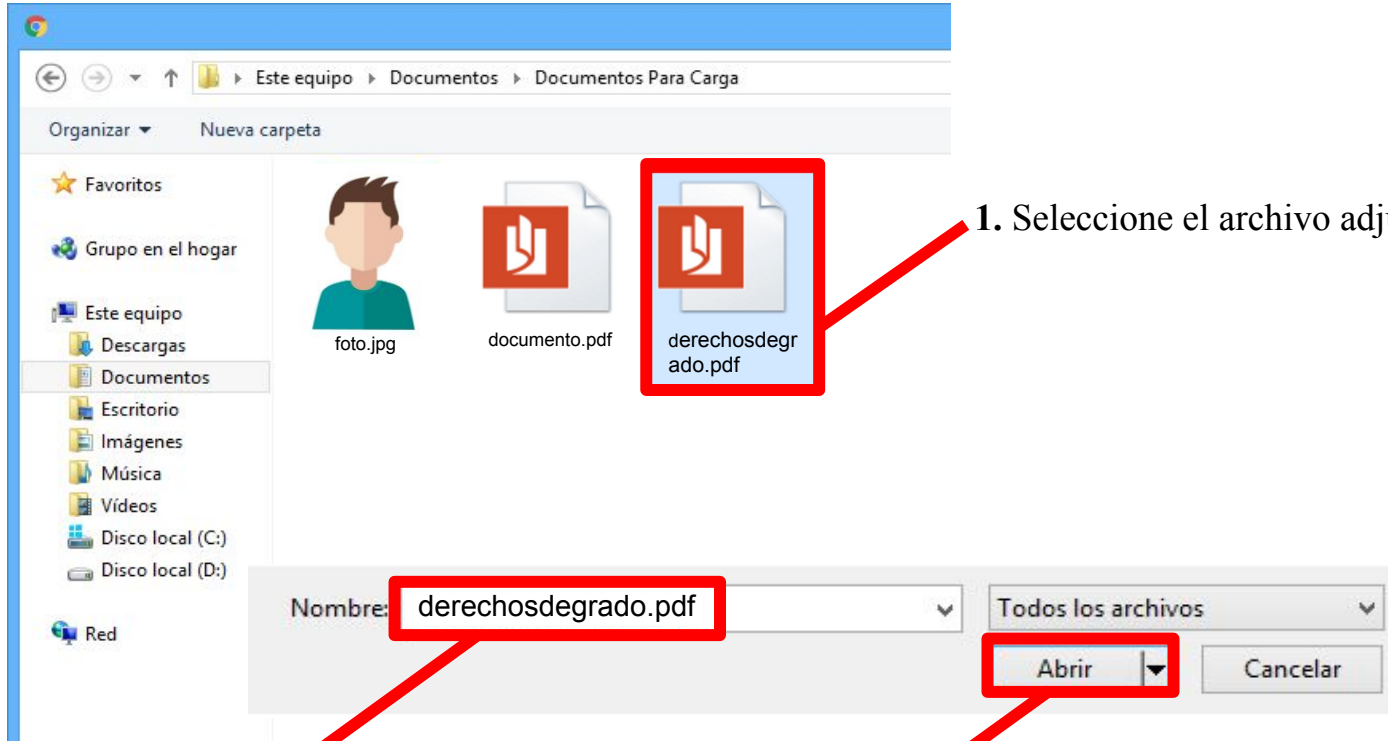 Este equipo Documentos Documentos Para Carga
Organizar Nueva carpeta
Favoritos
Grupo en el hogar
Este equipo
Descargas
Documentos
Escritorio
Imágenes
Música
Vídeos
Disco local (C:)
Disco local (D:)
Red
foto.jpg
documento.pdf
derechosdegr
ado.pdf
1. Seleccione el archivo
Nombre: derechosdegrado.pdf
Todos los archivos
Abrir Cancelar